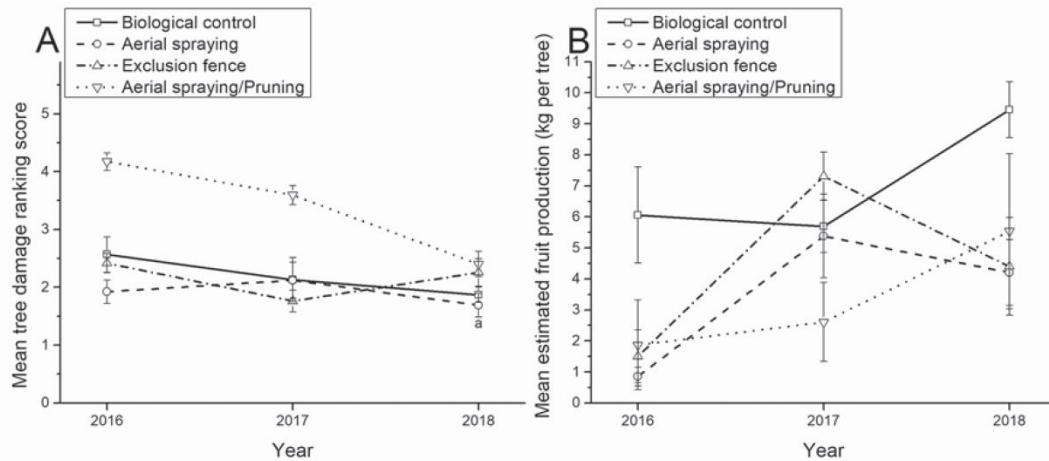 A
Biological control
Aerial spraying
Exclusion fence
Aerial spraying/Pruning
Mean tree damage ranking score
5
4
3
2
1
0
a
2016
2017
2018
Year
B
Biological control
Aerial spraying
Exclusion fence
Aerial spraying/Pruning
Mean estimated fruit production (kg per tree)
11
10
9
8
7
6
5
4
3
2
1
0
2016
2017
2018
Year